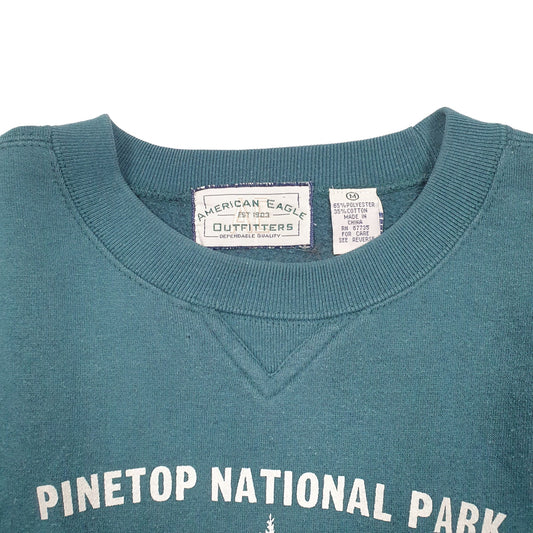 AMERICAN EAGLE
EST 1903
OUTFITTERS
DEPENDABLE QUALITY
M
65% POLYESTER
35% COTTON
MADE IN
CHINA
RN 87735
FOR CARE
SEE REVERSE
PINETOP NATIONAL PARK